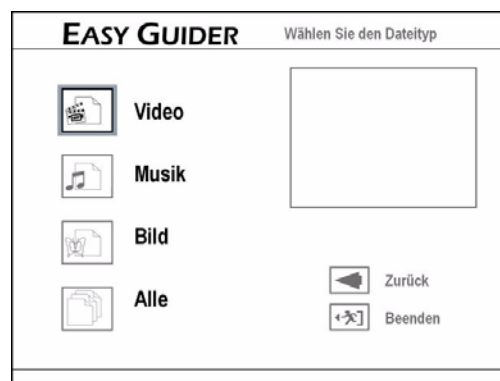 EASY GUIDER
Wählen Sie den Dateityp
Video
Musik
Bild
Alle
Zurück
Beenden